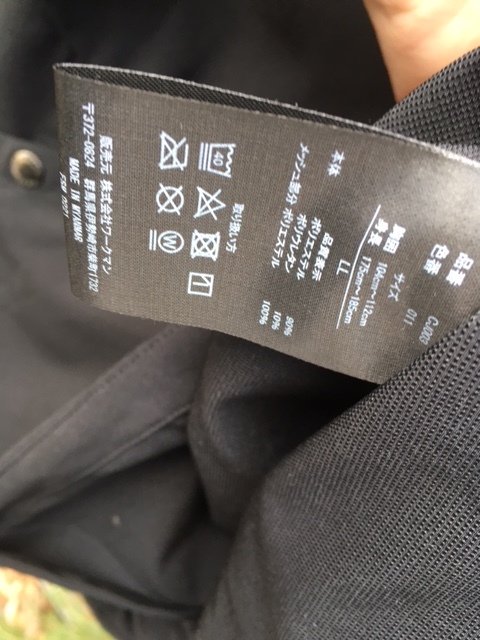 品番 C-003
色番 011
サイズ
胸囲 104cm~112cm
身長 175cm~185cm
LL
品質表示
本体 ポリエステル 90%
ポリウレタン 10%
メッシュ部分 ポリエステル 100%
取り扱い方
40
W
販売元 株式会社ワークマン
〒372-0824 群馬県伊勢崎市柴町1732
MADE IN MYANMAR